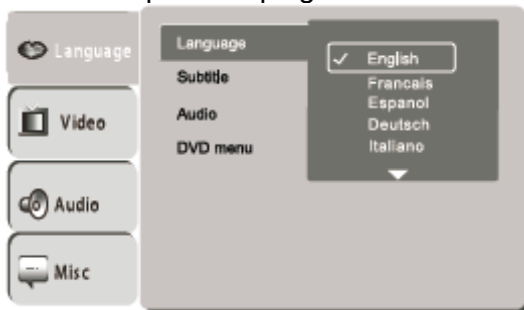 Language
Video
Audio
Misc
Language
Subtitle
Audio
DVD menu
✓ English
Francais
Espanol
Deutsch
Italiano